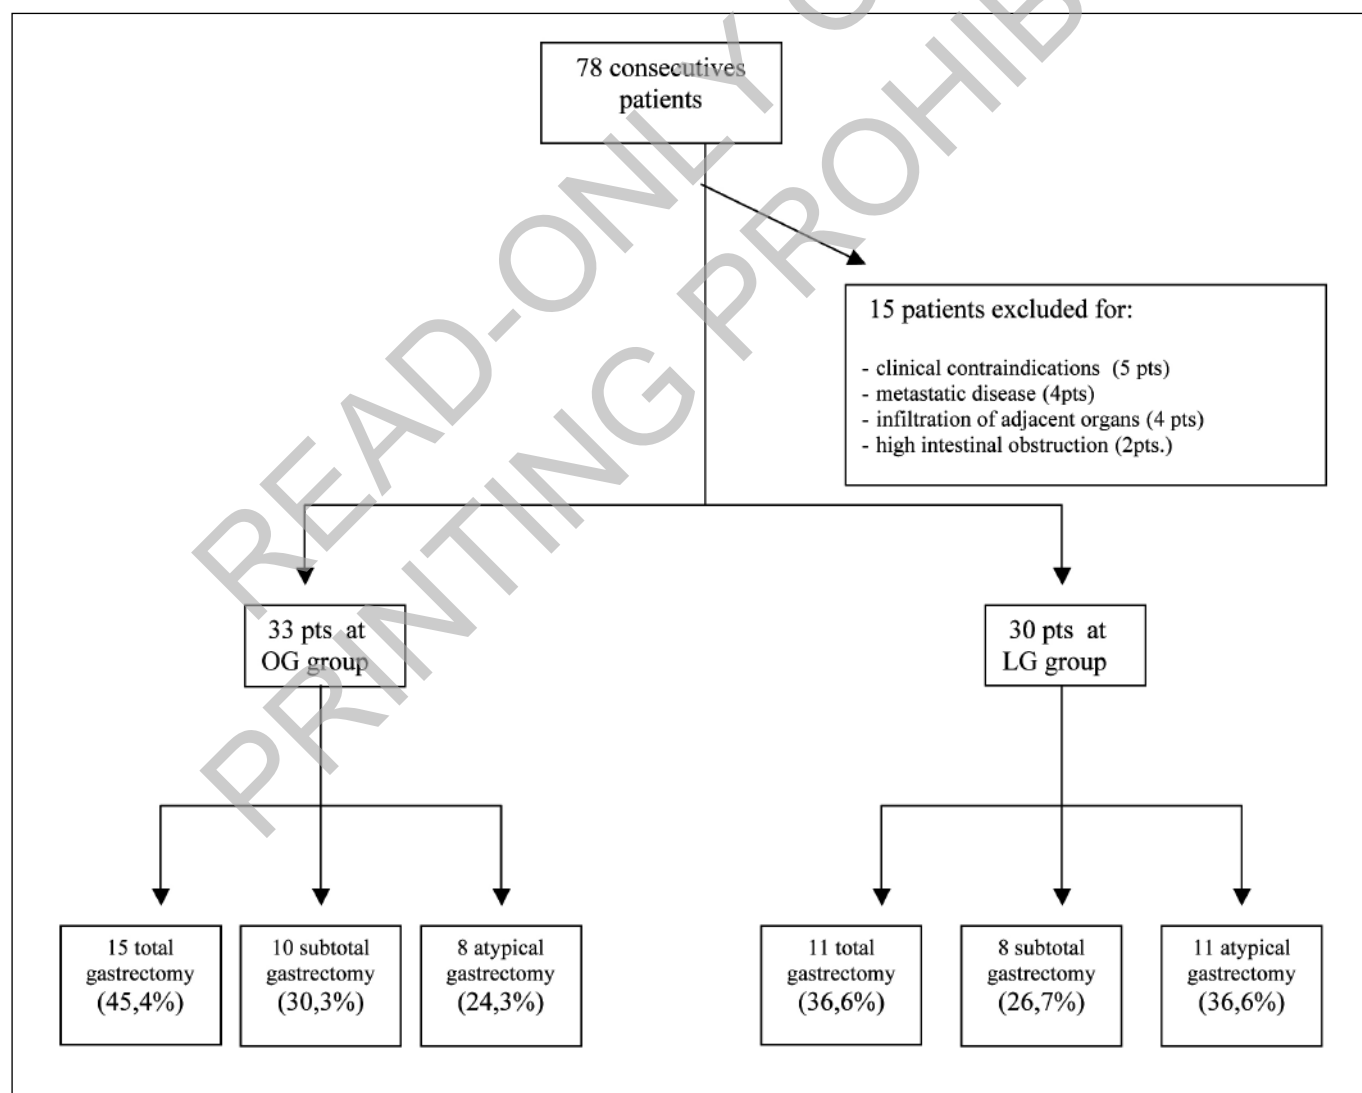 78 consecutives
patients
15 patients excluded for:
- clinical contraindications  (5 pts)
- metastatic disease (4pts)
- infiltration of adjacent organs (4 pts)
- high intestinal obstruction (2pts.)
33 pts  at
OG group
30 pts  at
LG group
15 total
gastrectomy
(45,4%)
10 subtotal
gastrectomy
(30,3%)
8 atypical
gastrectomy
(24,3%)
11 total
gastrectomy
(36,6%)
8 subtotal
gastrectomy
(26,7%)
11 atypical
gastrectomy
(36,6%)
READ-ONLY
PRINTING